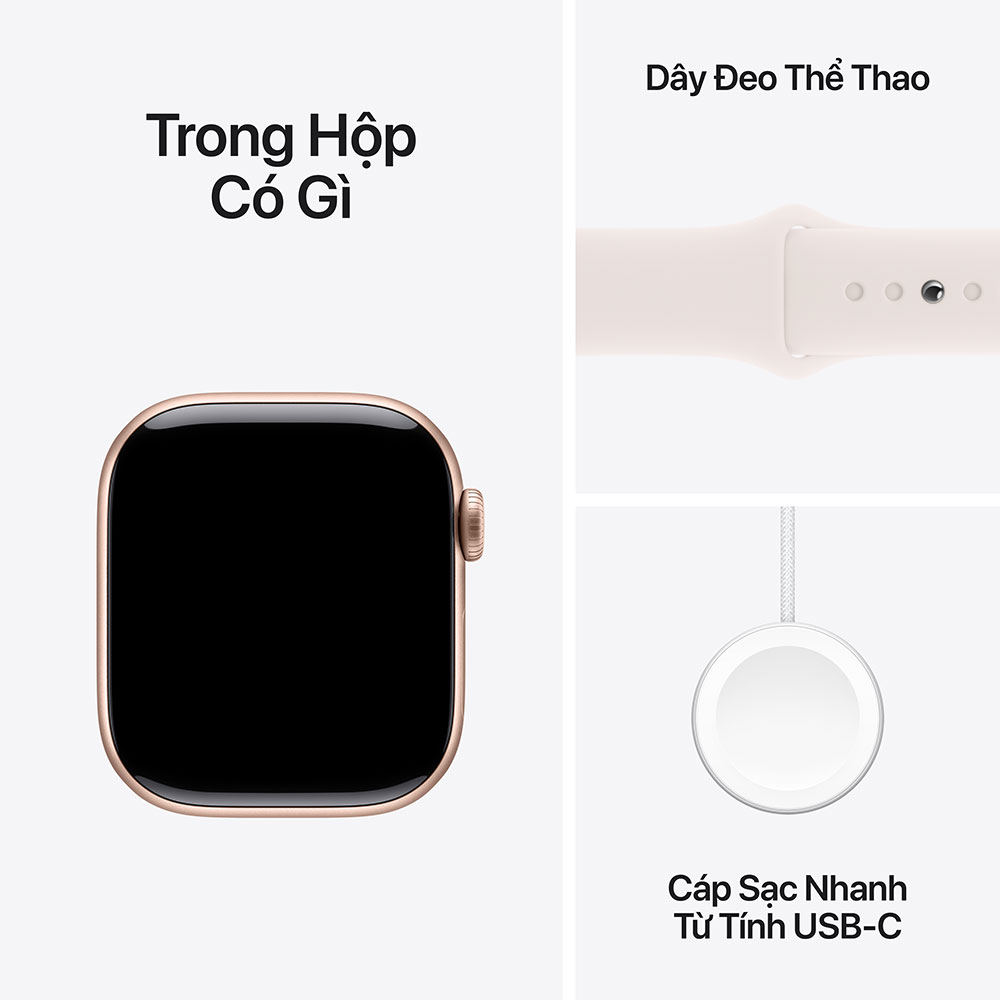 Trong Hộp
Có Gì
Dây Đeo Thể Thao
Cáp Sạc Nhanh
Từ Tính USB-C